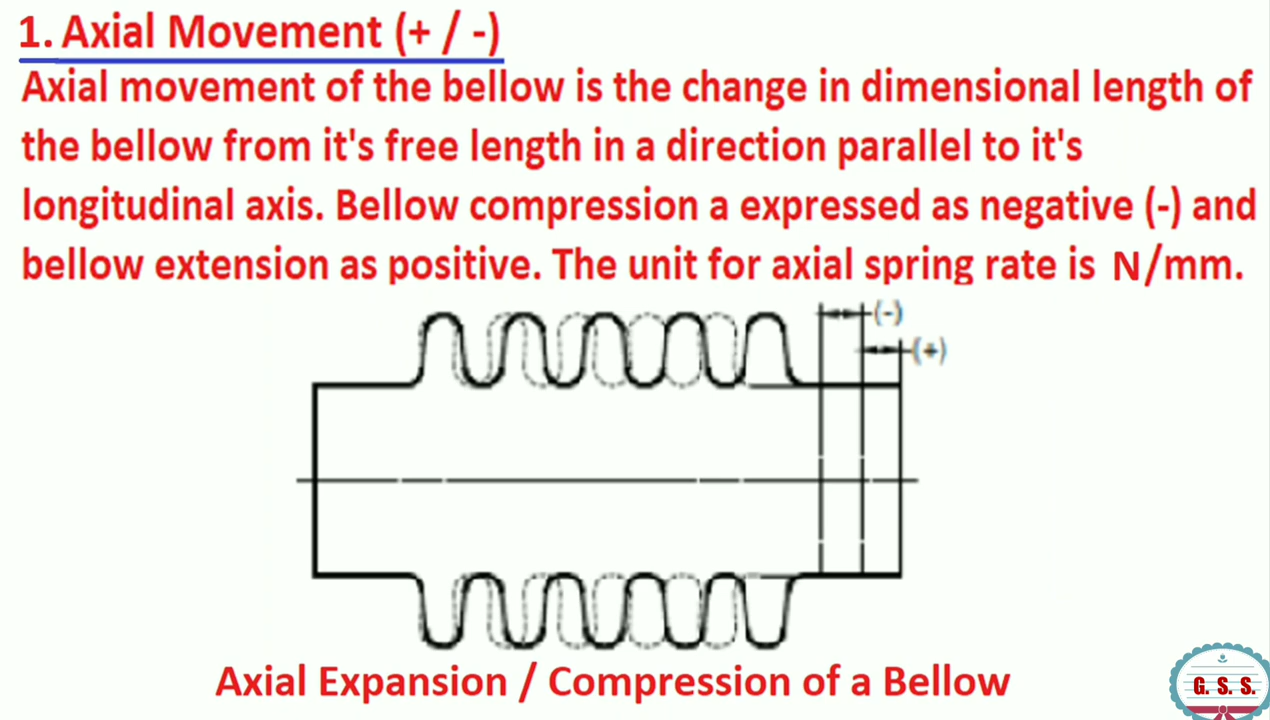 1. Axial Movement (+ / -)
Axial movement of the bellow is the change in dimensional length of
the bellow from it's free length in a direction parallel to it's
longitudinal axis. Bellow compression a expressed as negative (-) and
bellow extension as positive. The unit for axial spring rate is N/mm.
(-)
(+)
Axial Expansion / Compression of a Bellow
G. S. S.